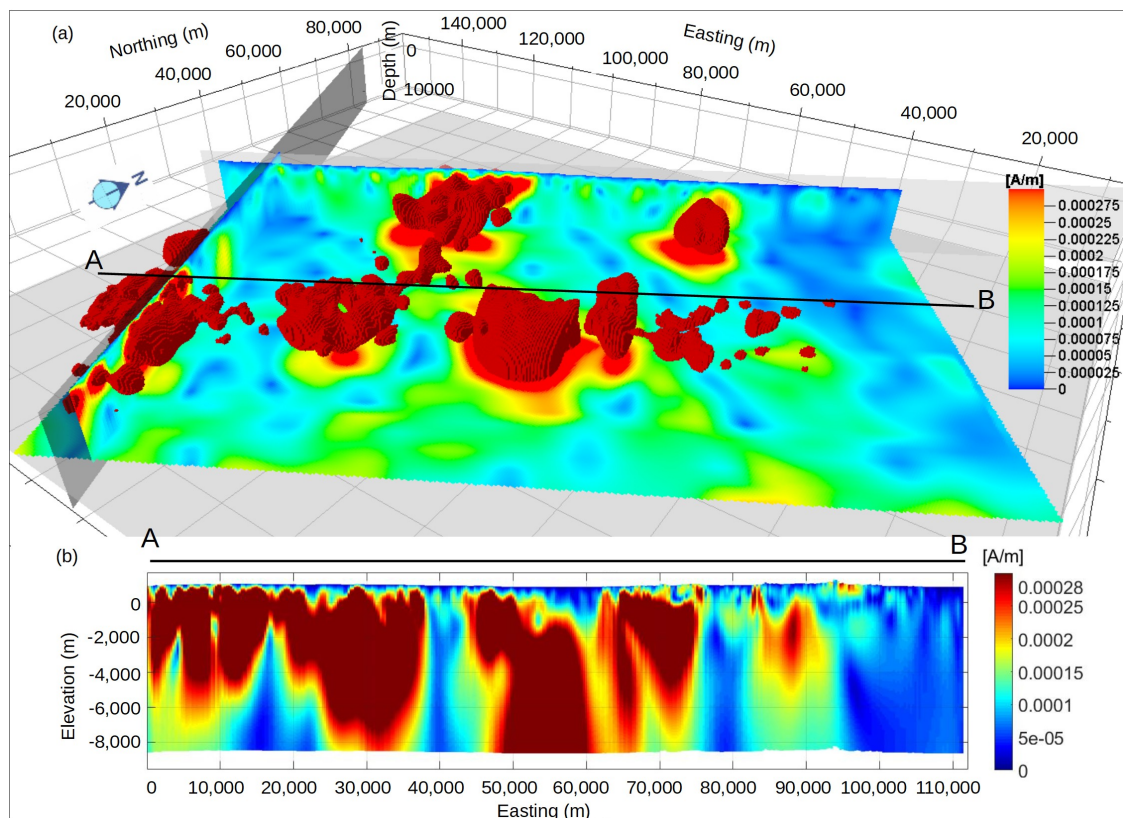 (a)
Northing (m)
20,000
40,000
60,000
80,000
Depth (m)
0
10000
Easting (m)
140,000
120,000
100,000
80,000
60,000
40,000
20,000
N
[A/m]
0.000275
0.00025
0.000225
0.0002
0.000175
0.00015
0.000125
0.0001
0.000075
0.00005
0.000025
0
A
B
(b)
A
B
[A/m]
0.00028
0.00025
0.0002
0.00015
0.0001
5e-05
0
Elevation (m)
0
-2,000
-4,000
-6,000
-8,000
0 10,000 20,000 30,000 40,000 50,000 60,000 70,000 80,000 90,000 100,000 110,000
Easting (m)